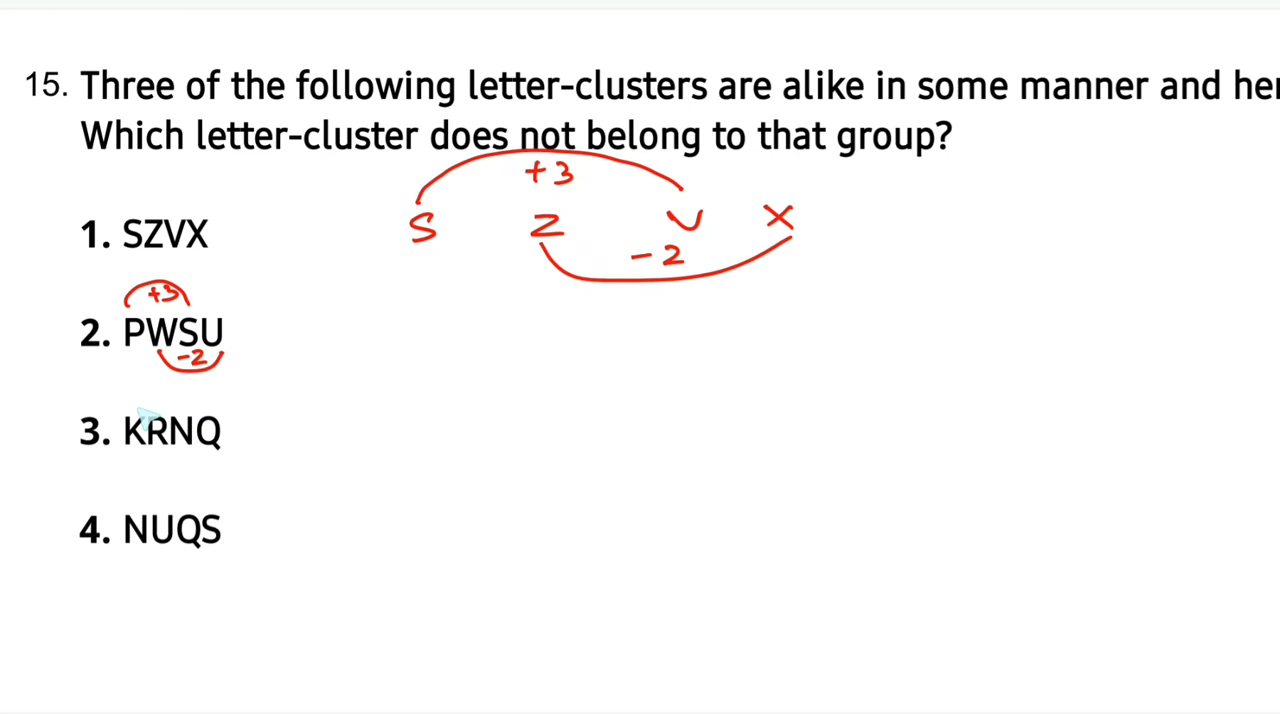 15. Three of the following letter-clusters are alike in some manner and
Which letter-cluster does not belong to that group?
+3
S Z V X
-2
1. SZVX
+3
2. PWSU
-2
3. KRNQ
4. NUQS